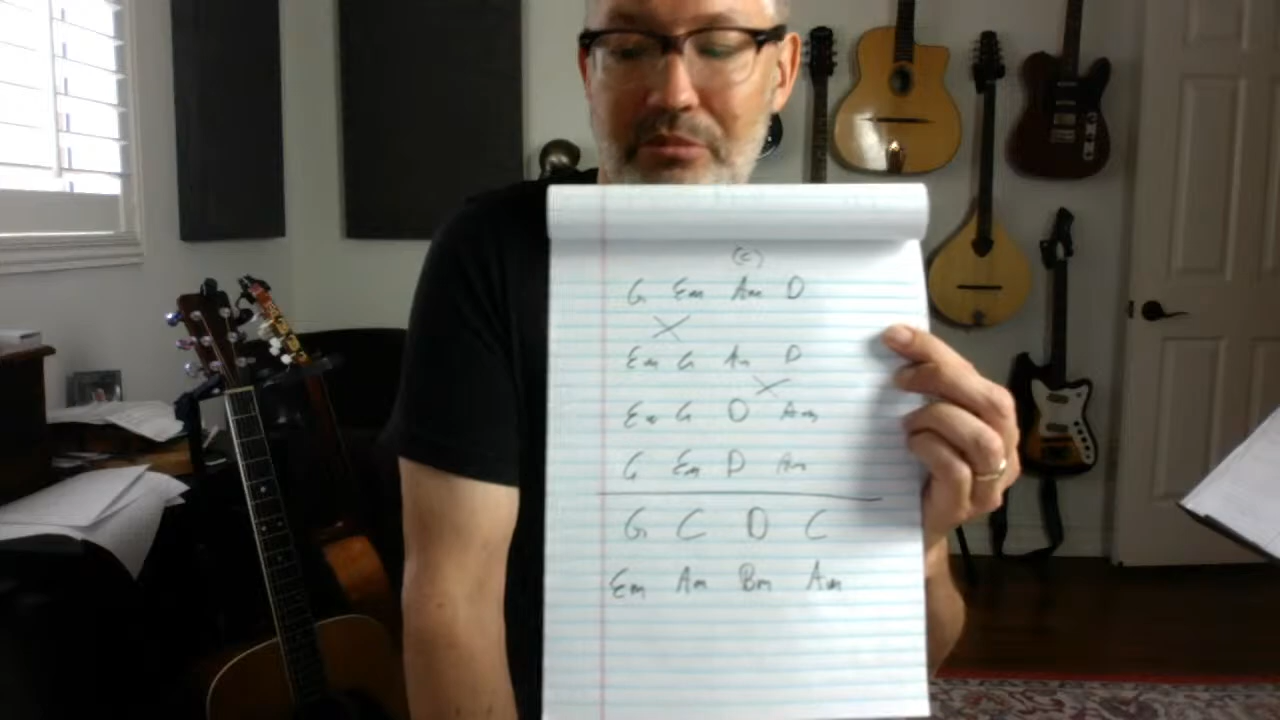 (C)
G Em Am D
X
Em G Am D
X
Em G D Am
G Em D Am
G C D C
Em Am Bm Am